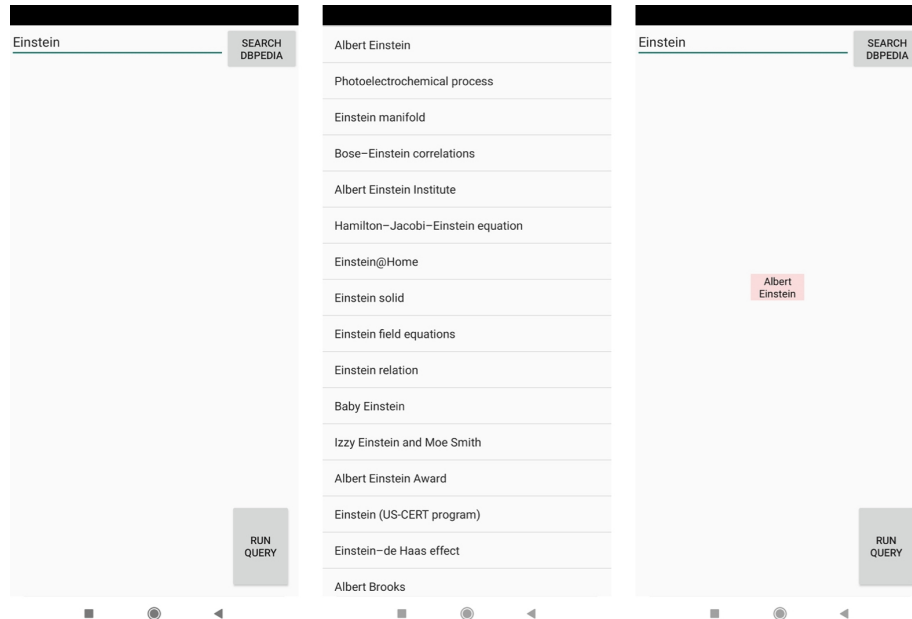 Einstein
SEARCH
DBPEDIA
RUN
QUERY
Albert Einstein
Photoelectrochemical process
Einstein manifold
Bose–Einstein correlations
Albert Einstein Institute
Hamilton–Jacobi–Einstein equation
Einstein@Home
Einstein solid
Einstein field equations
Einstein relation
Baby Einstein
Izzy Einstein and Moe Smith
Albert Einstein Award
Einstein (US-CERT program)
Einstein–de Haas effect
Albert Brooks
Einstein
SEARCH
DBPEDIA
Albert
Einstein
RUN
QUERY